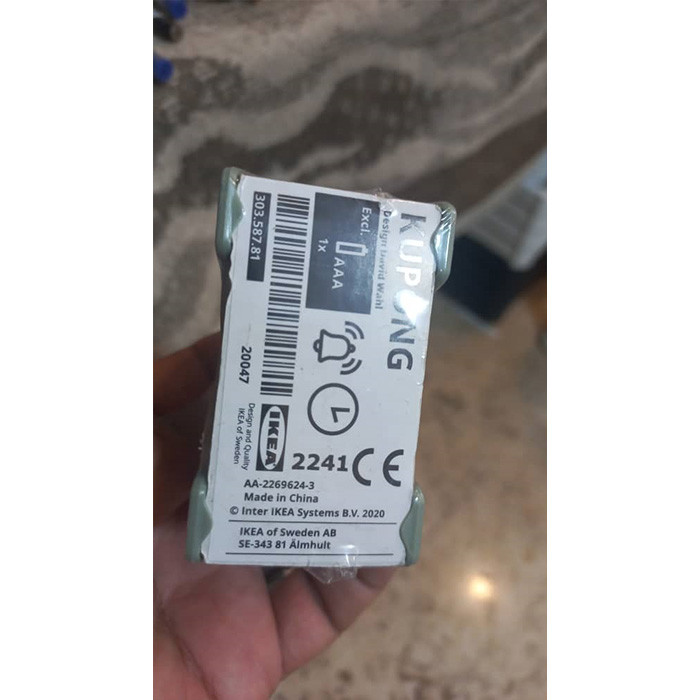 KUPONG
Design David Wahl
Excl.
AAA
1x
303.587.81
20047
IKEA
Design and Quality
IKEA of Sweden
2241
CE
AA-2269624-3
Made in China
© Inter IKEA Systems B.V. 2020
IKEA of Sweden AB
SE-343 81 Älmhult